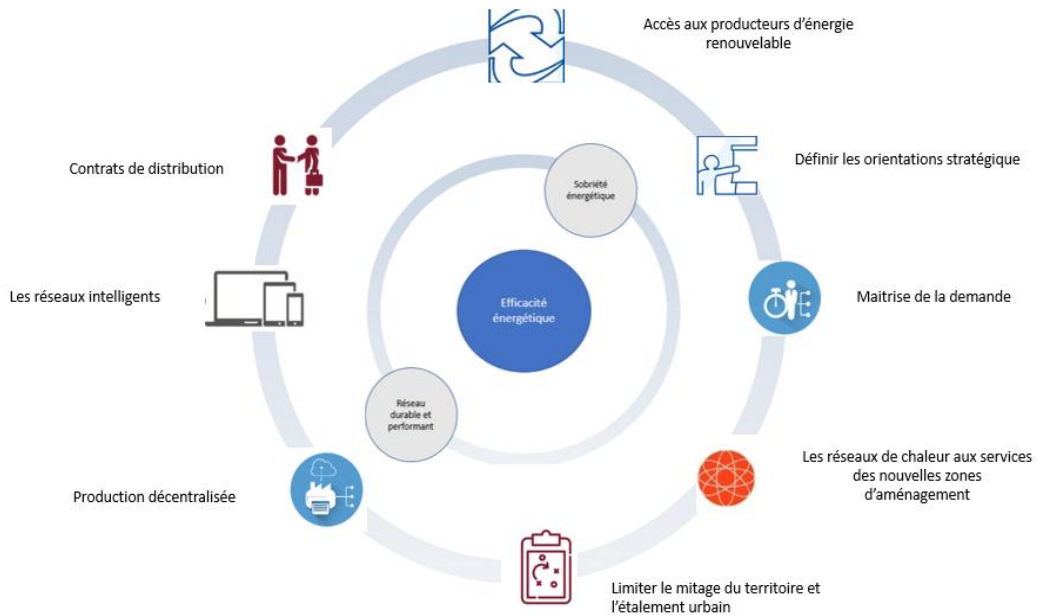 Accès aux producteurs d'énergie
renouvelable
Contrats de distribution
Définir les orientations stratégique
Sobriété
énergétique
Les réseaux intelligents
Efficacité
énergétique
Maitrise de la demande
Réseau
durable et
performant
Les réseaux de chaleur aux services
des nouvelles zones
d'aménagement
Production décentralisée
Limiter le mitage du territoire et
l'étalement urbain